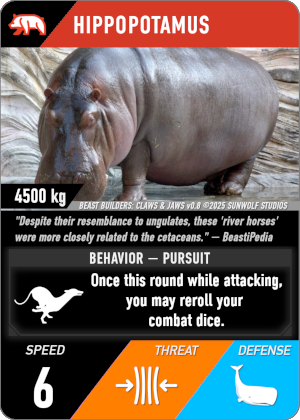 HIPPOPOTAMUS
4500 kg
BEAST BUILDERS: CLAWS & JAWS v0.8 ©2025 SUNWOLF STUDIOS
"Despite their resemblance to ungulates, these 'river horses'
were more closely related to the cetaceans." — BeastiPedia
BEHAVIOR — PURSUIT
Once this round while attacking,
you may reroll your
combat dice.
SPEED
THREAT
DEFENSE
6